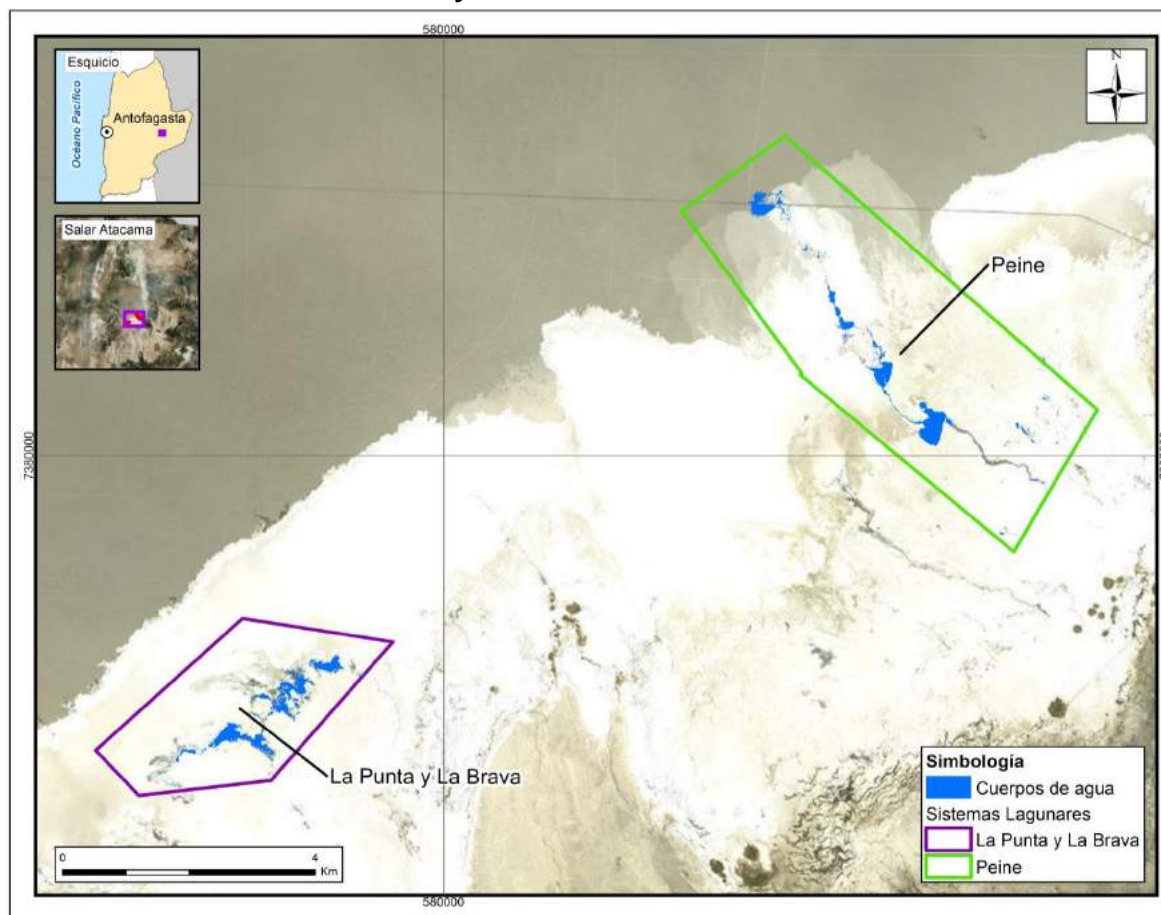 580000
Esquicio
Océano Pacífico
Antofagasta
N
Salar Atacama
Peine
7380000
La Punta y La Brava
Simbología
Cuerpos de agua
Sistemas Lagunares
La Punta y La Brava
Peine
0 4
Km
580000